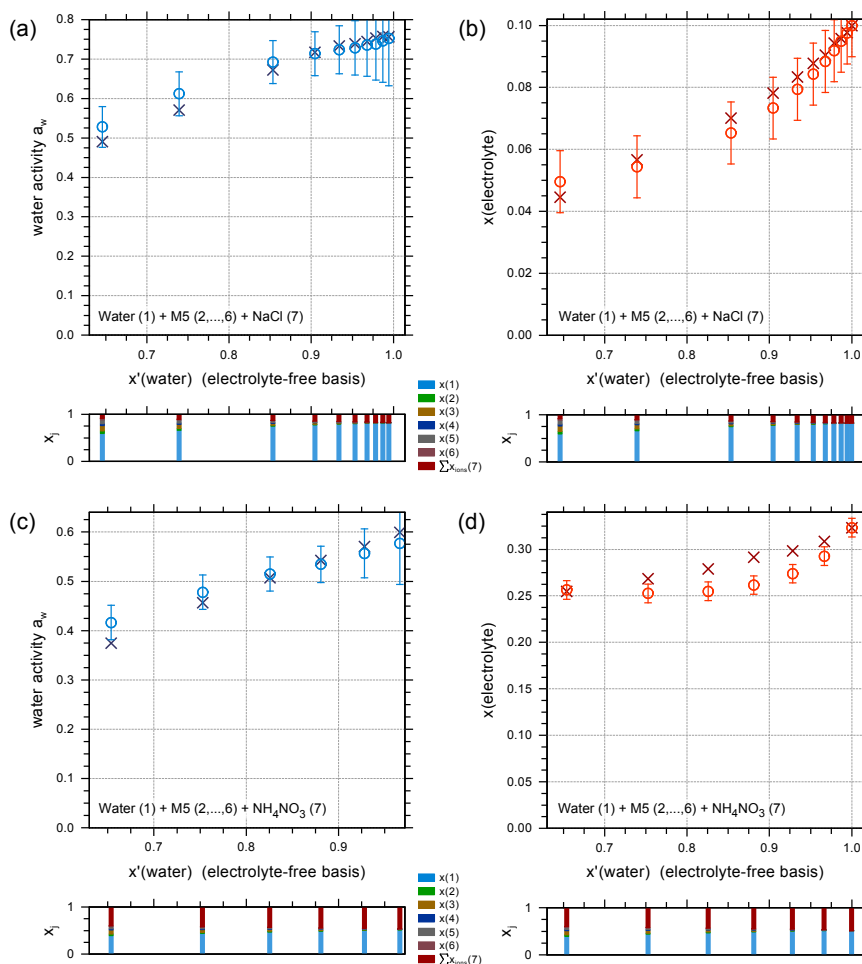 (a)
water activity a_w
0.8
0.7
0.6
0.5
0.4
0.3
0.2
0.1
0.0
Water (1) + M5 (2,...,6) + NaCl (7)
0.7 0.8 0.9 1.0
x'(water) (electrolyte-free basis)
x_j
1
0
(b)
x(electrolyte)
0.10
0.08
0.06
0.04
0.02
0.00
Water (1) + M5 (2,...,6) + NaCl (7)
0.7 0.8 0.9 1.0
x'(water) (electrolyte-free basis)
x(1)
x(2)
x(3)
x(4)
x(5)
x(6)
∑x_ions(7)
x_j
1
0
(c)
water activity a_w
0.6
0.5
0.4
0.3
0.2
0.1
0.0
Water (1) + M5 (2,...,6) + NH₄NO₃ (7)
0.7 0.8 0.9
x'(water) (electrolyte-free basis)
x_j
1
0
(d)
x(electrolyte)
0.30
0.25
0.20
0.15
0.10
0.05
0.00
Water (1) + M5 (2,...,6) + NH₄NO₃ (7)
0.7 0.8 0.9 1.0
x'(water) (electrolyte-free basis)
x(1)
x(2)
x(3)
x(4)
x(5)
x(6)
∑x_ions(7)
x_j
1
0